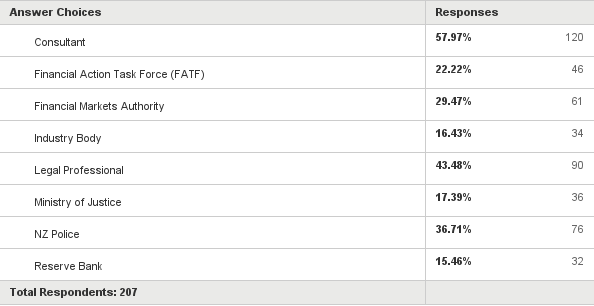 Answer Choices Responses
Consultant 57.97% 120
Financial Action Task Force (FATF) 22.22% 46
Financial Markets Authority 29.47% 61
Industry Body 16.43% 34
Legal Professional 43.48% 90
Ministry of Justice 17.39% 36
NZ Police 36.71% 76
Reserve Bank 15.46% 32
Total Respondents: 207